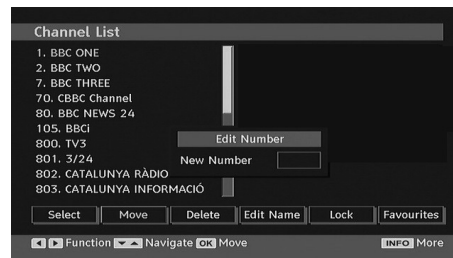 Channel List
1. BBC ONE
2. BBC TWO
7. BBC THREE
70. CBBC Channel
80. BBC NEWS 24
105. BBCi
800. TV3
801. 3/24
802. CATALUNYA RÀDIO
803. CATALUNYA INFORMACIÓ
Edit Number
New Number
Select Move Delete Edit Name Lock Favourites
Function Navigate OK Move INFO More